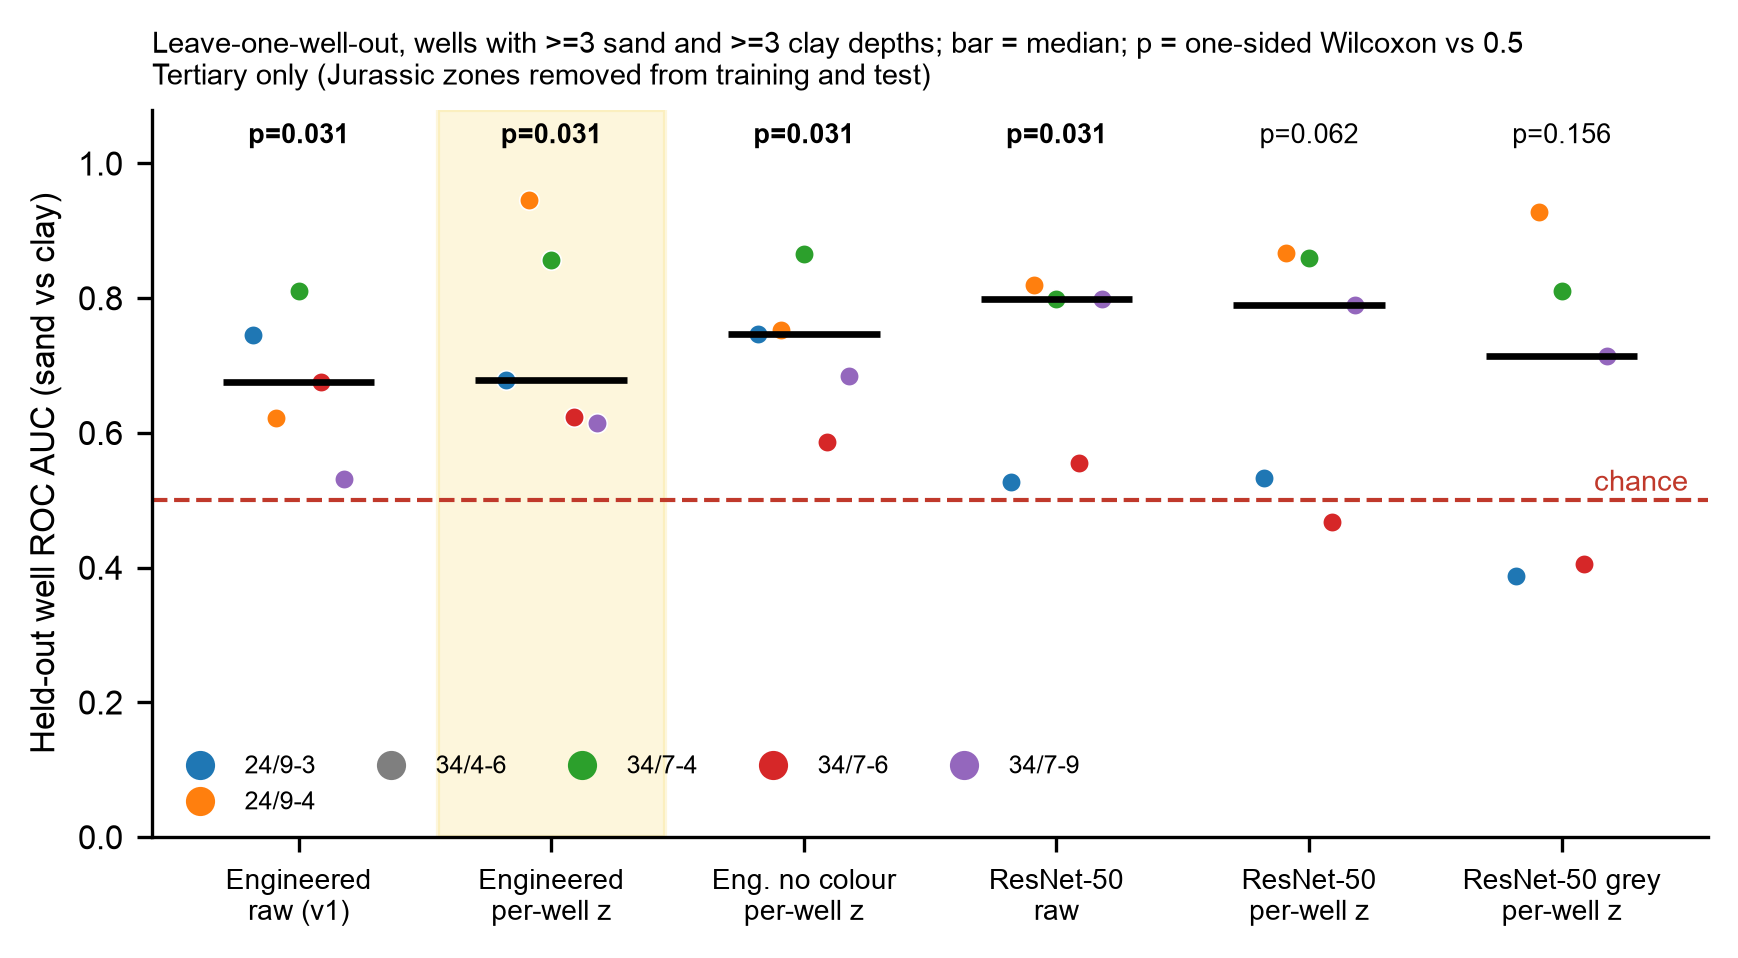 Leave-one-well-out, wells with >=3 sand and >=3 clay depths; bar = median; p = one-sided Wilcoxon vs 0.5
Tertiary only (Jurassic zones removed from training and test)
p=0.031
p=0.031
p=0.031
p=0.031
p=0.062
p=0.156
Held-out well ROC AUC (sand vs clay)
1.0
0.8
0.6
0.4
0.2
0.0
chance
24/9-3
34/4-6
34/7-4
34/7-6
34/7-9
24/9-4
Engineered
raw (v1)
Engineered
per-well z
Eng. no colour
per-well z
ResNet-50
raw
ResNet-50
per-well z
ResNet-50 grey
per-well z